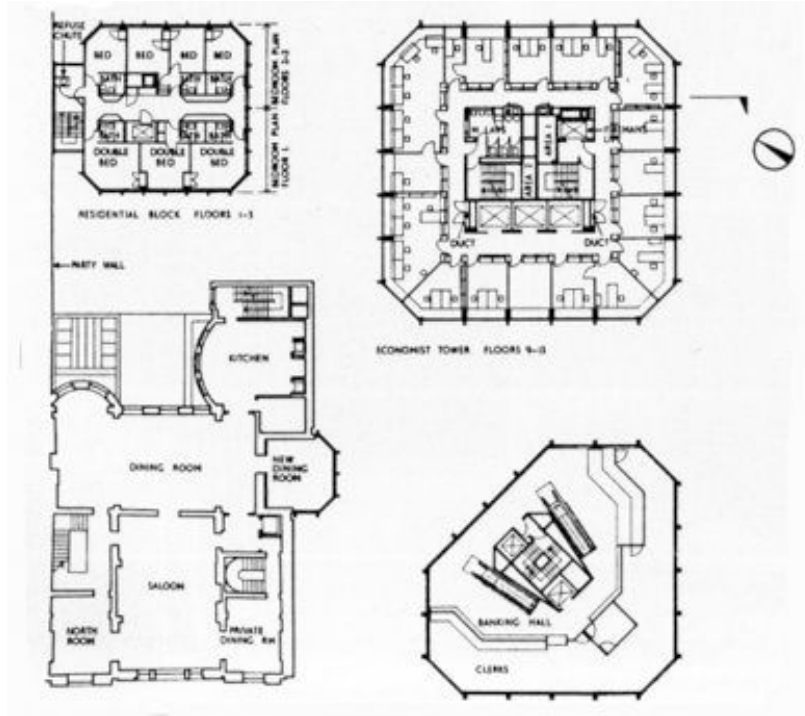 REFUSE
CHUTE
BED
BED
BED
BED
BATH
BATH
BATH
DOUBLE
BED
DOUBLE
BED
DOUBLE
BED
BEDROOM PLAN
FLOORS 2-3
BEDROOM PLAN
FLOOR 1.
RESIDENTIAL BLOCK FLOORS 1-3
PARTY WALL
AREA
AREA
DUCT
DUCT
ECONOMIST TOWER FLOORS 9-13
KITCHEN
DINING ROOM
NEW
DINING
ROOM
SALOON
NORTH
ROOM
PRIVATE
DINING RM
BANKING HALL
CLERKS